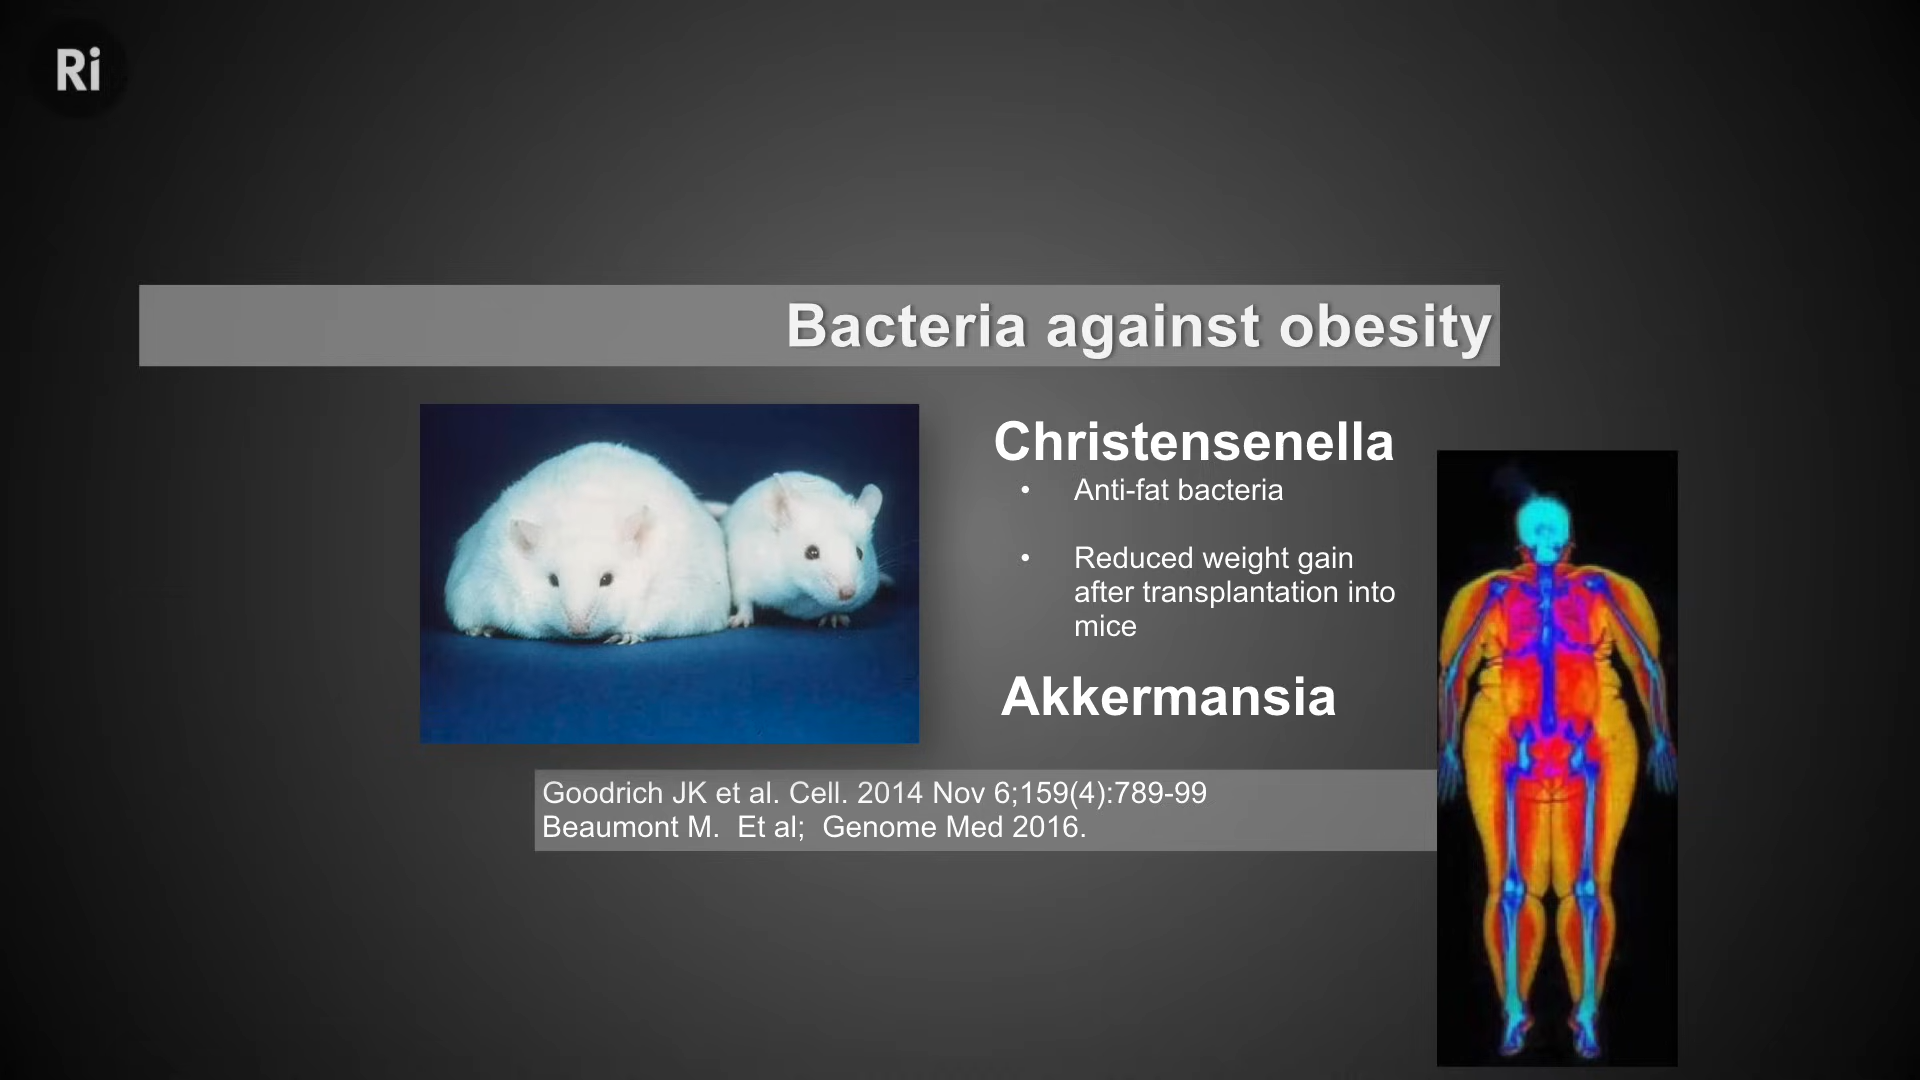 Ri
Bacteria against obesity
Christensenella
• Anti-fat bacteria
• Reduced weight gain
after transplantation into
mice
Akkermansia
Goodrich JK et al. Cell. 2014 Nov 6;159(4):789-99
Beaumont M.  Et al;  Genome Med 2016.